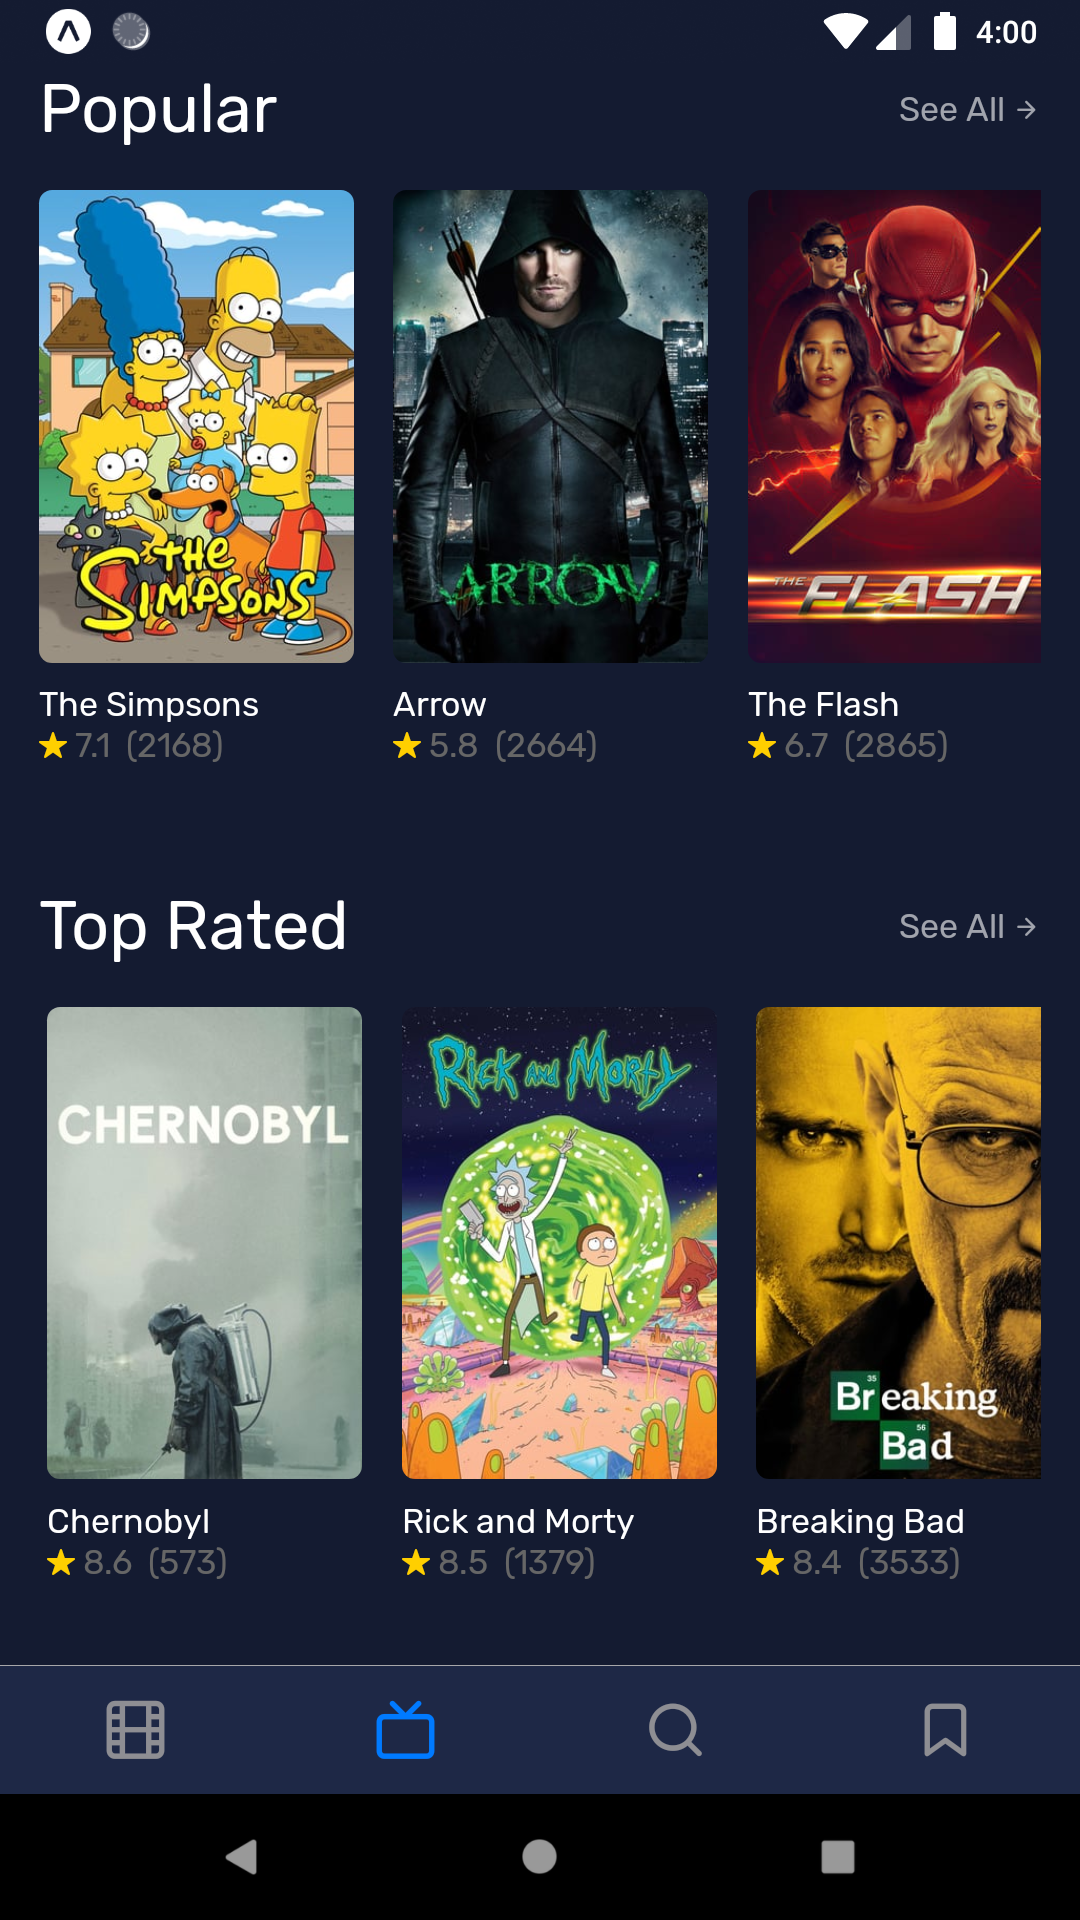 4:00
Popular
See All →
THE
SIMPSONS
ARROW
THE FLASH
The Simpsons
Arrow
The Flash
7.1 (2168)
5.8 (2664)
6.7 (2865)
Top Rated
See All →
CHERNOBYL
RICK AND MORTY
35
Breaking
56
Bad
Chernobyl
Rick and Morty
Breaking Bad
8.6 (573)
8.5 (1379)
8.4 (3533)